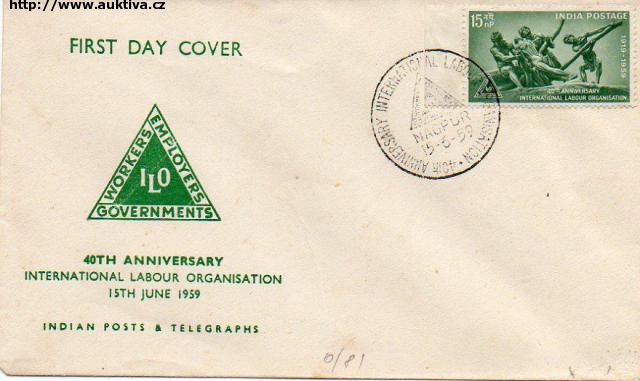 http://www.auktiva.cz
FIRST DAY COVER
15 नये
nP
INDIA POSTAGE
1919-1959
40TH ANNIVERSARY
INTERNATIONAL LABOUR ORGANISATION
40th ANNIVERSARY INTERNATIONAL LABOUR ORGANISATION
NAGPUR
15-6-59
WORKERS
EMPLOYERS
ILO
GOVERNMENTS
40TH ANNIVERSARY
INTERNATIONAL LABOUR ORGANISATION
15TH JUNE 1959
INDIAN POSTS & TELEGRAPHS
0/81